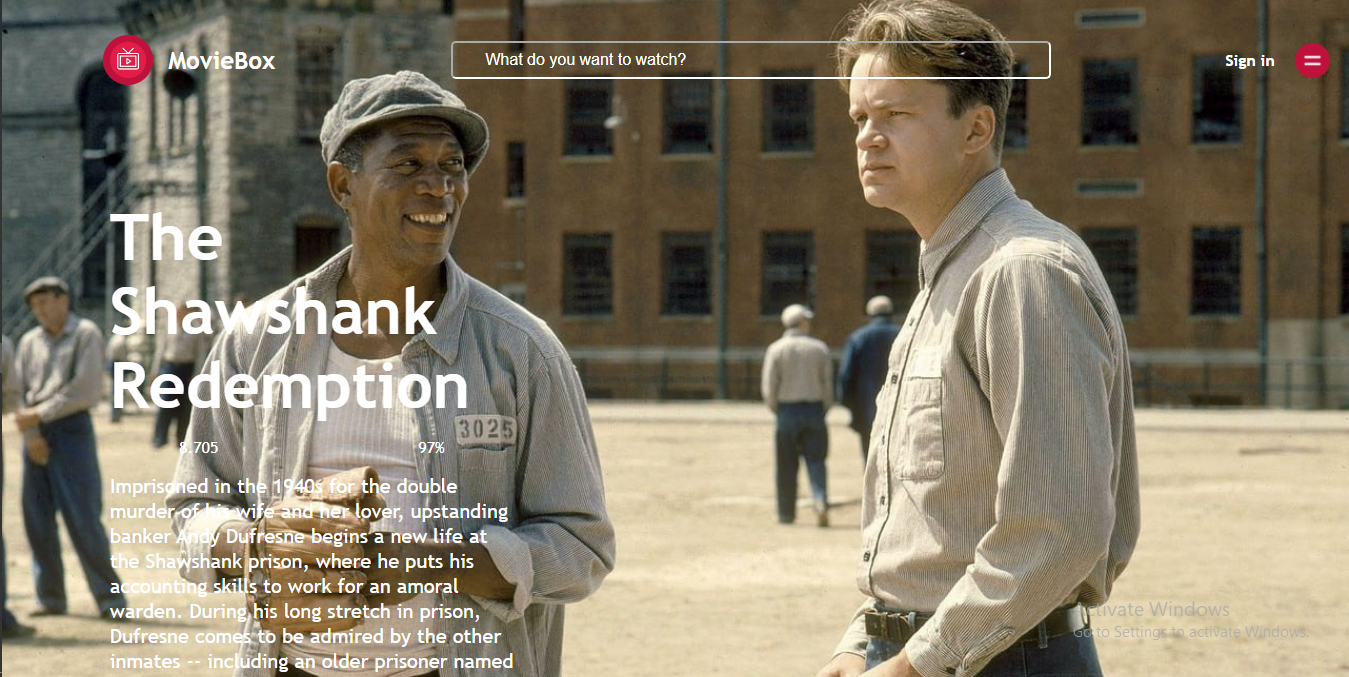 MovieBox
What do you want to watch?
Sign in
The
Shawshank
Redemption
3025
8.705
97%
Imprisoned in the 1940s for the double
murder of his wife and her lover, upstanding
banker Andy Dufresne begins a new life at
the Shawshank prison, where he puts his
accounting skills to work for an amoral
warden. During his long stretch in prison,
Dufresne comes to be admired by the other
inmates -- including an older prisoner named
Activate Windows
Go to Settings to activate Windows.